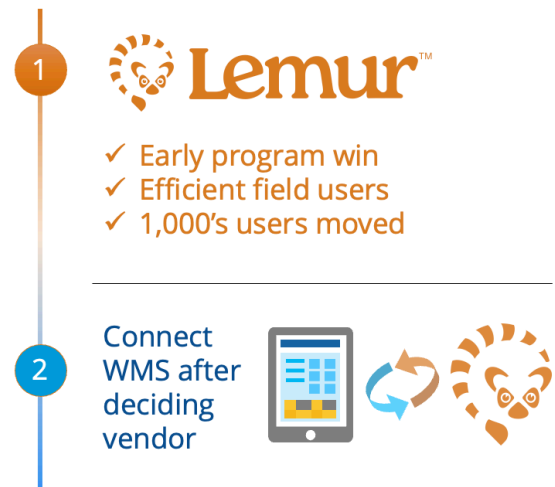 1
Lemur™
✓ Early program win
✓ Efficient field users
✓ 1,000’s users moved
2
Connect
WMS after
deciding
vendor